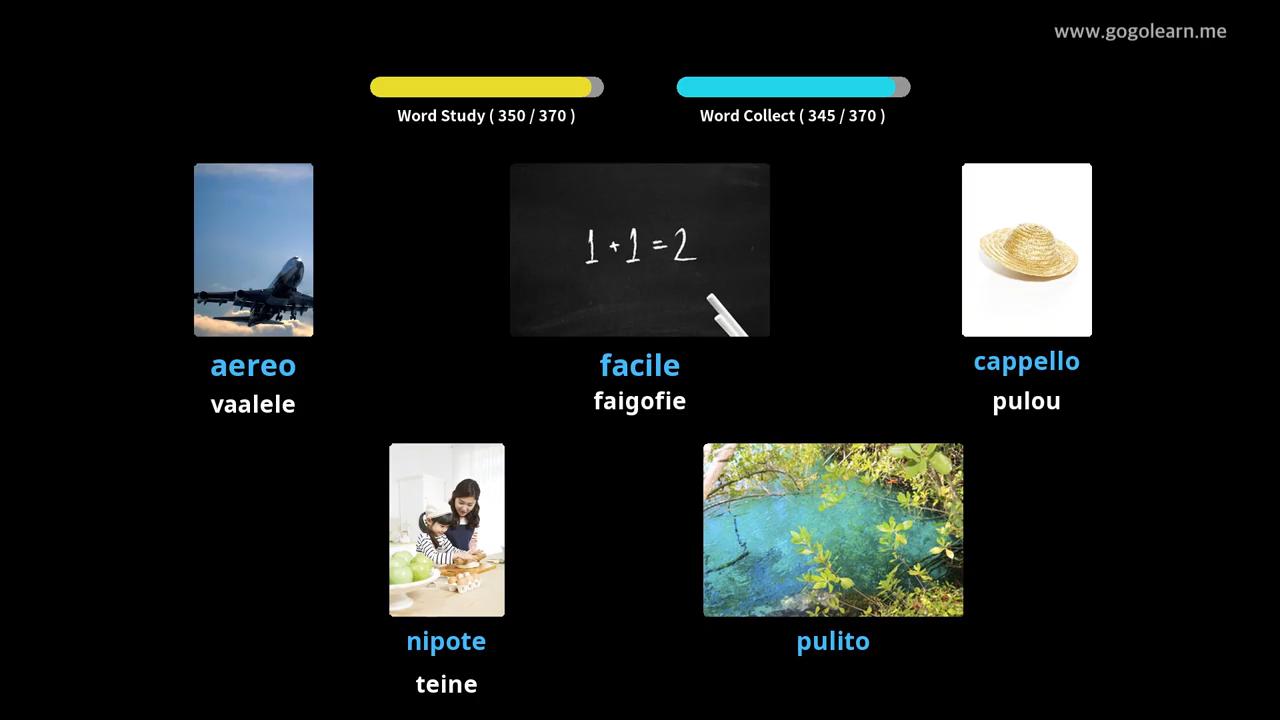 www.gogolearn.me
Word Study ( 350 / 370 )
Word Collect ( 345 / 370 )
1 + 1 = 2
aereo
facile
cappello
vaalele
faigofie
pulou
nipote
pulito
teine